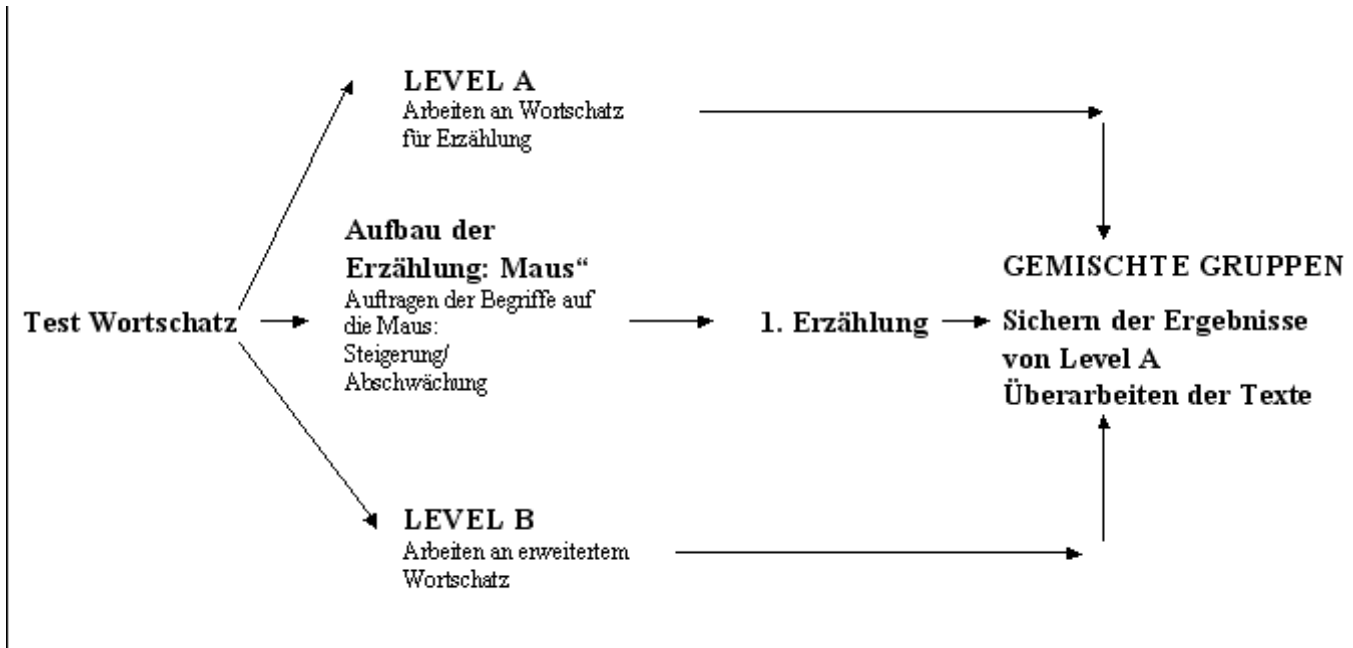 LEVEL A
Arbeiten an Wortschatz
für Erzählung
Test Wortschatz
Aufbau der
Erzählung: Maus“
Auftragen der Begriffe auf
die Maus:
Steigerung/
Abschwächung
1. Erzählung
GEMISCHTE GRUPPEN
Sichern der Ergebnisse
von Level A
Überarbeiten der Texte
LEVEL B
Arbeiten an erweitertem
Wortschatz